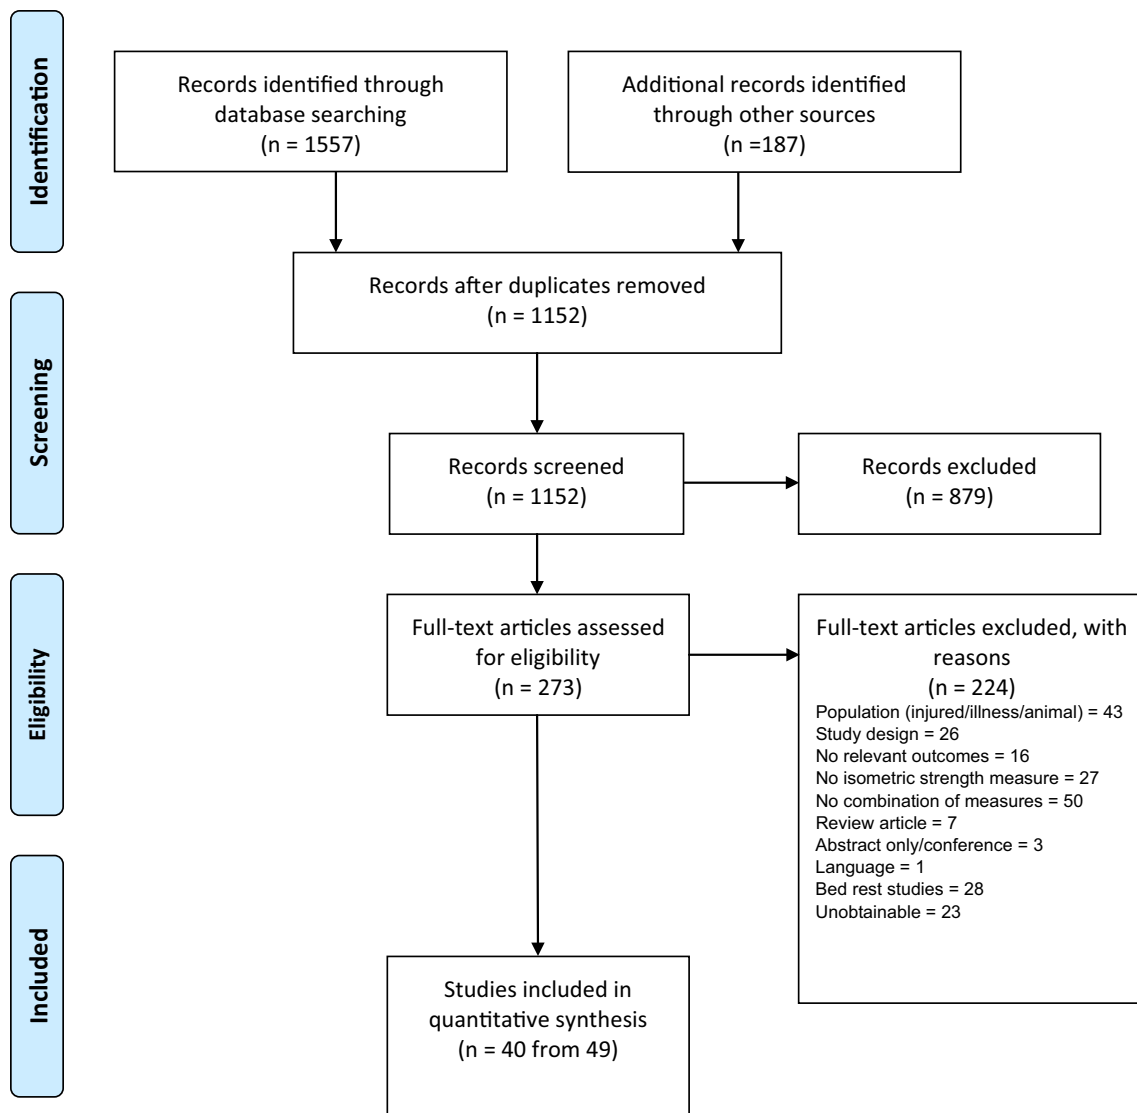 Identification
Records identified through
database searching
(n = 1557)
Additional records identified
through other sources
(n =187)
Records after duplicates removed
(n = 1152)
Screening
Records screened
(n = 1152)
Records excluded
(n = 879)
Eligibility
Full-text articles assessed
for eligibility
(n = 273)
Full-text articles excluded, with
reasons
(n = 224)
Population (injured/illness/animal) = 43
Study design = 26
No relevant outcomes = 16
No isometric strength measure = 27
No combination of measures = 50
Review article = 7
Abstract only/conference = 3
Language = 1
Bed rest studies = 28
Unobtainable = 23
Included
Studies included in
quantitative synthesis
(n = 40 from 49)